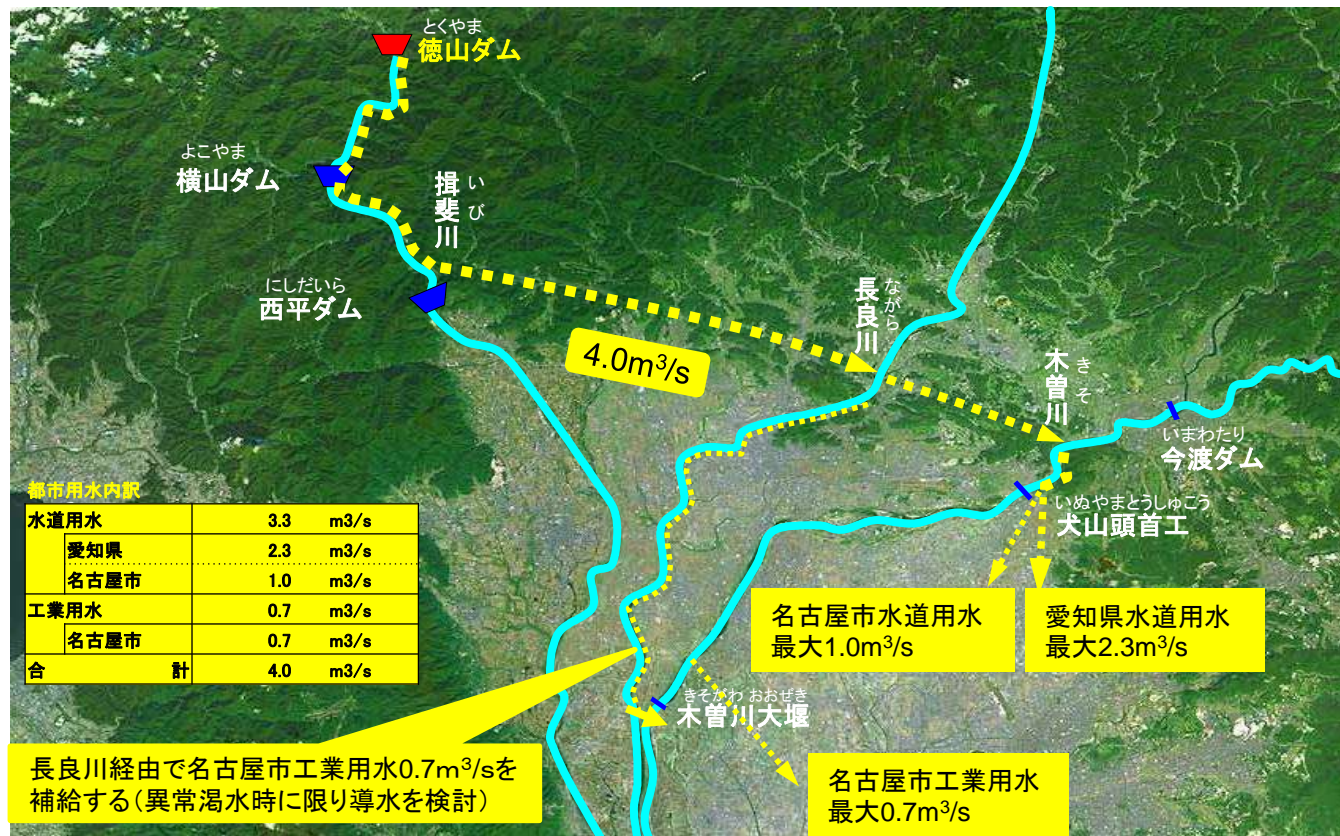 とくやま
徳山ダム
よこやま
横山ダム
揖斐川
いび
にしだいら
西平ダム
4.0m³/s
長良川
ながら
木曽川
きそ
いまわたり
今渡ダム
いぬやまとうしゅこう
犬山頭首工
都市用水内訳
水道用水 3.3 m3/s
愛知県 2.3 m3/s
名古屋市 1.0 m3/s
工業用水 0.7 m3/s
名古屋市 0.7 m3/s
合計 4.0 m3/s
名古屋市水道用水
最大1.0m³/s
愛知県水道用水
最大2.3m³/s
きそがわ おおぜき
木曽川大堰
長良川経由で名古屋市工業用水0.7m³/sを
補給する(異常渇水時に限り導水を検討)
名古屋市工業用水
最大0.7m³/s